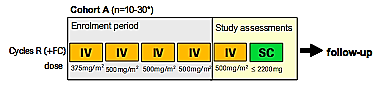 Cohort A (n=10-30*)
Enrolment period Study assessments
Cycles R (+FC) IV IV IV IV IV SC follow-up
dose 375mg/m² 500mg/m² 500mg/m² 500mg/m² 500mg/m² ≤ 2200mg